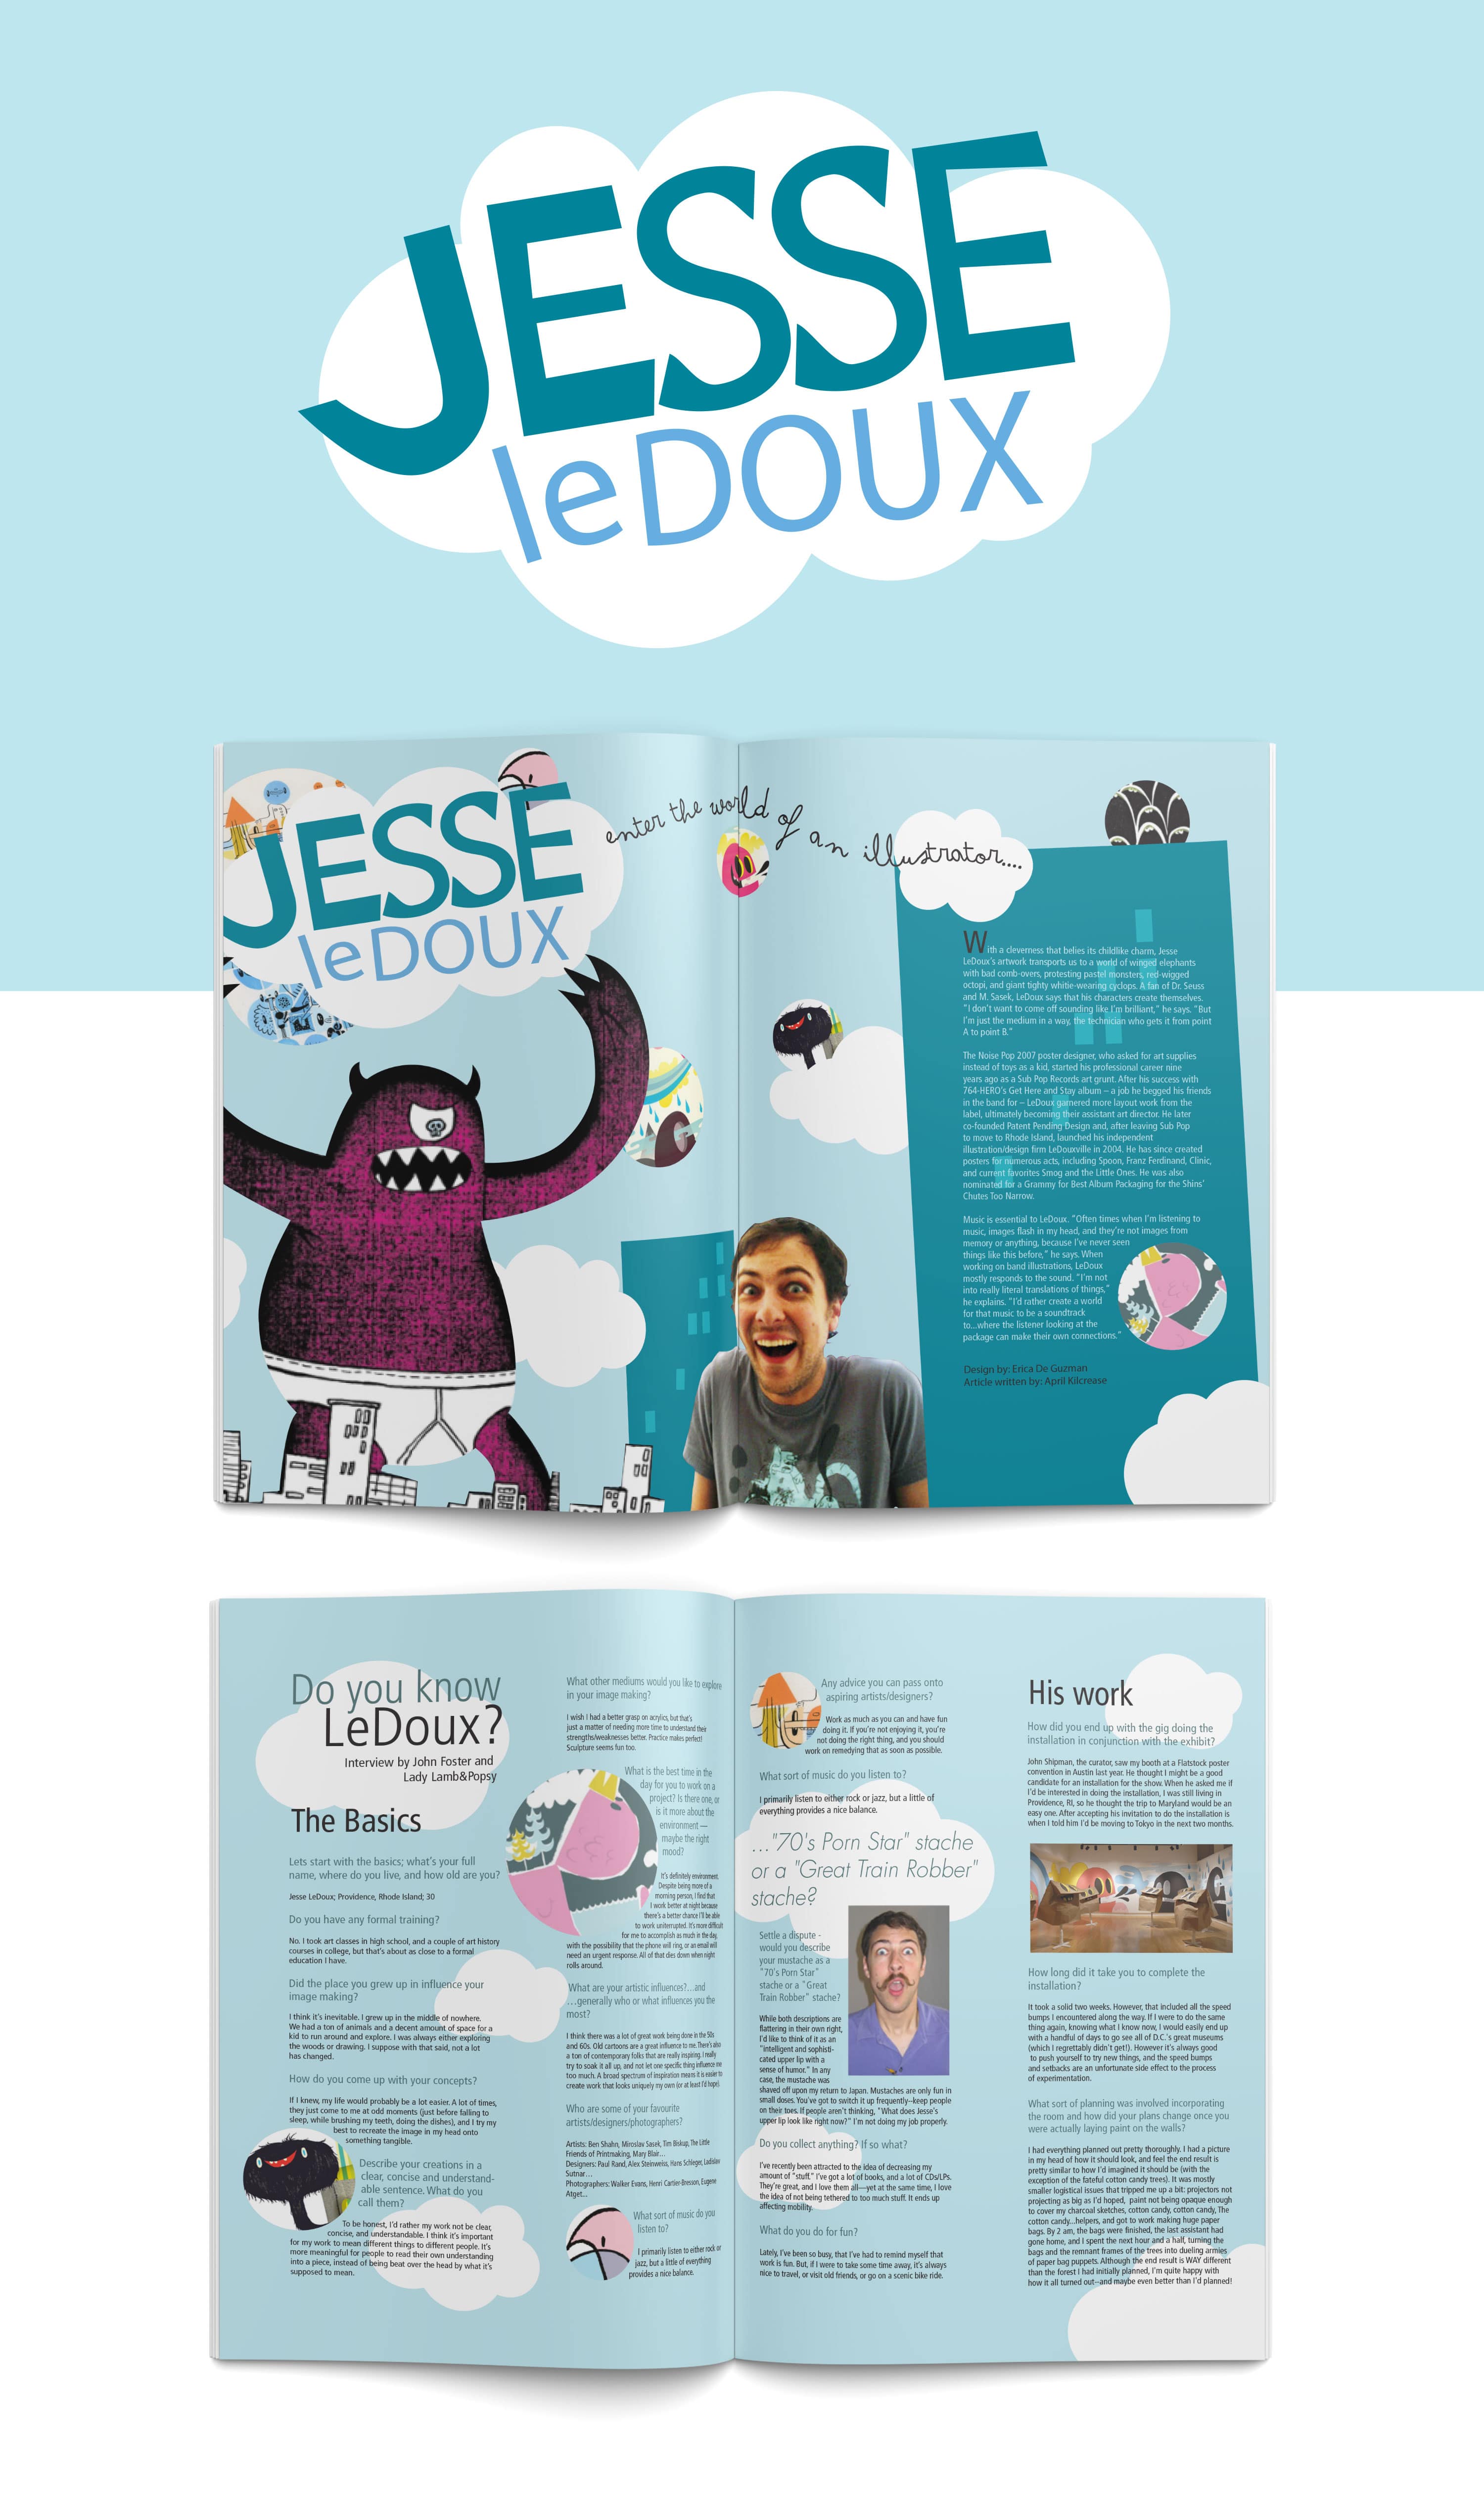 JESSE
leDOUX
JESSE
leDOUX
enter the world of an illustrator....
With a cleverness that belies its childlike charm, Jesse
LeDoux's artwork transports us to a world of winged elephants
with bad comb-overs, protesting pastel monsters, red-wigged
octopi, and giant tighty whitie-wearing cyclops. A fan of Dr. Seuss
and M. Sasek, LeDoux says that his characters create themselves.
"I don't want to come off sounding like I'm brilliant," he says. "But
I'm just the medium in a way, the technician who gets it from point
A to point B."
The Noise Pop 2007 poster designer, who asked for art supplies
instead of toys as a kid, started his professional career nine
years ago as a Sub Pop Records art grunt. After his success with
764-HERO's Get Here and Stay album – a job he begged his friends
in the band for – LeDoux garnered more layout work from the
label, ultimately becoming their assistant art director. He later
co-founded Patent Pending Design and, after leaving Sub Pop
to move to Rhode Island, launched his independent
illustration/design firm LeDouxville in 2004. He has since created
posters for numerous acts, including Spoon, Franz Ferdinand, Clinic,
and current favorites Smog and the Little Ones. He was also
nominated for a Grammy for Best Album Packaging for the Shins'
Chutes Too Narrow.
Music is essential to LeDoux. "Often times when I'm listening to
music, images flash in my head, and they're not images from
memory or anything, because I've never seen
things like this before," he says. When
working on band illustrations, LeDoux
mostly responds to the sound. "I'm not
into really literal translations of things,"
he explains. "I'd rather create a world
for that music to be a soundtrack
to...where the listener looking at the
package can make their own connections."
Design by: Erica De Guzman
Article written by: April Kilcrease
Do you know
LeDoux?
Interview by John Foster and
Lady Lamb&Popsy
The Basics
Lets start with the basics; what's your full
name, where do you live, and how old are you?
Jesse LeDoux; Providence, Rhode Island; 30
Do you have any formal training?
No. I took art classes in high school, and a couple of art history
courses in college, but that's about as close to a formal
education I have.
Did the place you grew up in influence your
image making?
I think it's inevitable. I grew up in the middle of nowhere.
We had a ton of animals and a decent amount of space for a
kid to run around and explore. I was always either exploring
the woods or drawing. I suppose with that said, not a lot
has changed.
How do you come up with your concepts?
If I knew, my life would probably be a lot easier. A lot of times,
they just come to me at odd moments (just before falling to
sleep, while brushing my teeth, doing the dishes), and I try my
best to recreate the image in my head onto
something tangible.
Describe your creations in a
clear, concise and understand-
able sentence. What do you
call them?
To be honest, I'd rather my work not be clear,
concise, and understandable. I think it's important
for my work to mean different things to different people. It's
more meaningful for people to read their own understanding
into a piece, instead of being beat over the head by what it's
supposed to mean.
What other mediums would you like to explore
in your image making?
I wish I had a better grasp on acrylics, but that's
just a matter of needing more time to understand their
strengths/weaknesses better. Practice makes perfect!
Sculpture seems fun too.
What is the best time in the
day for you to work on a
project? Is there one, or
is it more about the
environment —
maybe the right
mood?
It's definitely environment.
Despite being more of a
morning person, I find that
I work better at night because
there's a better chance I'll be able
to work uniterrupted. It's more difficult
for me to accomplish as much in the day,
with the possibility that the phone will ring, or an email will
need an urgent response. All of that dies down when night
rolls around.
What are your artistic influences?...and
...generally who or what influences you the
most?
I think there was a lot of great work being done in the 50s
and 60s. Old cartoons are a great influence to me. There's also
a ton of contemporary folks that are really inspiring. I really
try to soak it all up, and not let one specific thing influence me
too much. A broad spectrum of inspiration means it is easier to
create work that looks uniquely my own (or at least I'd hope).
Who are some of your favourite
artists/designers/photographers?
Artists: Ben Shahn, Miroslav Sasek, Tim Biskup, The Little
Friends of Printmaking, Mary Blair...
Designers: Paul Rand, Alex Steinweiss, Hans Schleger, Ladislav
Sutnar...
Photographers: Walker Evans, Henri Cartier-Bresson, Eugene
Atget...
What sort of music do you
listen to?
I primarily listen to either rock or
jazz, but a little of everything
provides a nice balance.
Any advice you can pass onto
aspiring artists/designers?
Work as much as you can and have fun
doing it. If you're not enjoying it, you're
not doing the right thing, and you should
work on remedying that as soon as possible.
What sort of music do you listen to?
I primarily listen to either rock or jazz, but a little of
everything provides a nice balance.
..."70's Porn Star" stache
or a "Great Train Robber"
stache?
Settle a dispute -
would you describe
your mustache as a
"70's Porn Star"
stache or a "Great
Train Robber" stache?
While both descriptions are
flattering in their own right,
I'd like to think of it as an
"intelligent and sophisti-
cated upper lip with a
sense of humor." In any
case, the mustache was
shaved off upon my return to Japan. Mustaches are only fun in
small doses. You've got to switch it up frequently–keep people
on their toes. If people aren't thinking, "What does Jesse's
upper lip look like right now?" I'm not doing my job properly.
Do you collect anything? If so what?
I've recently been attracted to the idea of decreasing my
amount of "stuff." I've got a lot of books, and a lot of CDs/LPs.
They're great, and I love them all—yet at the same time, I love
the idea of not being tethered to too much stuff. It ends up
affecting mobility.
What do you do for fun?
Lately, I've been so busy, that I've had to remind myself that
work is fun. But, if I were to take some time away, it's always
nice to travel, or visit old friends, or go on a scenic bike ride.
His work
How did you end up with the gig doing the
installation in conjunction with the exhibit?
John Shipman, the curator, saw my booth at a Flatstock poster
convention in Austin last year. He thought I might be a good
candidate for an installation for the show. When he asked me if
I'd be interested in doing the installation, I was still living in
Providence, RI, so he thought the trip to Maryland would be an
easy one. After accepting his invitation to do the installation is
when I told him I'd be moving to Tokyo in the next two months.
How long did it take you to complete the
installation?
It took a solid two weeks. However, that included all the speed
bumps I encountered along the way. If I were to do the same
thing again, knowing what I know now, I would easily end up
with a handful of days to go see all of D.C.'s great museums
(which I regrettably didn't get!). However it's always good
to push yourself to try new things, and the speed bumps
and setbacks are an unfortunate side effect to the process
of experimenting.
What sort of planning was involved incorporating
the room and how did your plans change once you
were actually laying paint on the walls?
I had everything planned out pretty thoroughly. I had a picture
in my head of how it should look, and feel the end result is
pretty similar to how I'd imagined it should be (with the
exception of the fateful cotton candy trees). It was mostly
smaller logistical issues that tripped me up a bit: projectors not
projecting as big as I'd hoped, paint not being opaque enough
to cover my charcoal sketches, cotton candy, cotton candy, The
cotton candy...helpers, and got to work making huge paper
bags. By 2 am, the bags were finished, the last assistant had
gone home, and I spent the next hour and a half, turning the
bags and the remnant frames of the trees into dueling armies
of paper bag puppets. Although the end result is WAY different
than the forest I had initially planned, I'm quite happy with
how it all turned out–and maybe even better than I'd planned!